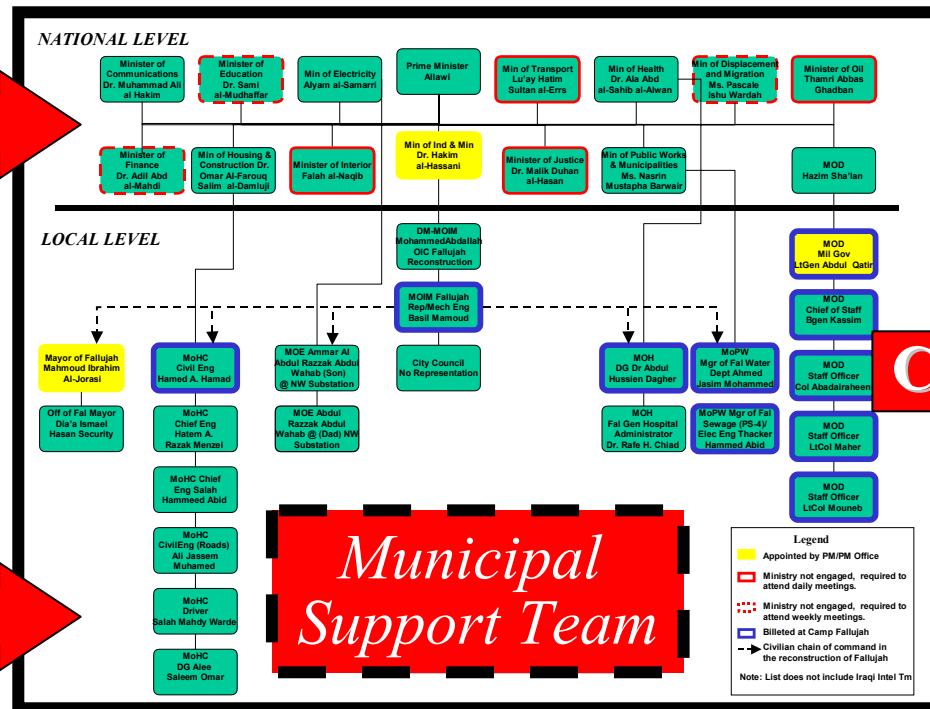 NATIONAL LEVEL
Minister of
Communications
Dr. Muhammad Ali
al Hakim
Minister of
Education
Dr. Sami
al-Mudhaffar
Min of Electricity
Alyam al-Samarri
Prime Minister
Allawi
Min of Transport
Lu'ay Hatim
Sultan al-Errs
Min of Health
Dr. Ala Abd
al-Sahib al-Alwan
Min of Displacement
and Migration
Ms. Pascale
Ishu Wardah
Minister of Oil
Thamri Abbas
Ghadban
Minister of
Finance
Dr. Adil Abd
al-Mahdi
Min of Housing &
Construction Dr.
Omar Al-Farouq
Salim al-Damluji
Minister of Interior
Falah al-Naqib
Min of Ind & Min
Dr. Hakim
al-Hassani
Minister of Justice
Dr. Malik Duhan
al-Hasan
Min of Public Works
& Municipalities
Ms. Nasrin
Mustapha Barwair
MOD
Hazim Sha'lan
LOCAL LEVEL
DM-MOIM
MohammedAbdallah
OIC Fallujah
Reconstruction
MOD
Mil Gov
LtGen Abdul Qatin
MOIM Fallujah
Rep/Mech Eng
Basil Mamoud
MOD
Chief of Staff
Bgen Kassim
Mayor of Fallujah
Mahmoud Ibrahim
Al-Jorasi
MoHC
Civil Eng
Hamed A. Hamad
MOE Ammar Al
Abdul Razzak Abdul
Wahab (Son)
@ NW Substation
City Council
No Representation
MOH
DG Dr Abdul
Hussien Dagher
MoPW
Mgr of Fal Water
Dept Ahmed
Jasim Mohammed
MOD
Staff Officer
Col Abadairaheen
Off of Fal Mayor
Dia'a Ismael
Hasan Security
MoHC
Chief Eng
Hatem A.
Razak Menzel
MOE Abdul
Razzak Abdul
Wahab @ (Dad) NW
Substation
MOH
Fal Gen Hospital
Administrator
Dr. Rafe H. Chiad
MoPW Mgr of Fal
Sewage (PS-4)/
Elec Eng Thacker
Hammed Abid
MOD
Staff Officer
LtCol Maher
MoHC Chief
Eng Salah
Hammeed Abid
MOD
Staff Officer
LtCol Mouneb
MoHC
CivilEng (Roads)
Ali Jassem
Muhamed
MoHC
Driver
Salah Mahdy Warde
MoHC
DG Alee
Saleem Omar
Municipal
Support Team
Legend
Appointed by PM/PM Office
Ministry not engaged, required to
attend daily meetings.
Ministry not engaged, required to
attend weekly meetings.
Billeted at Camp Fallujah
Civilian chain of command in
the reconstruction of Fallujah
Note: List does not include Iraqi Intel Tm